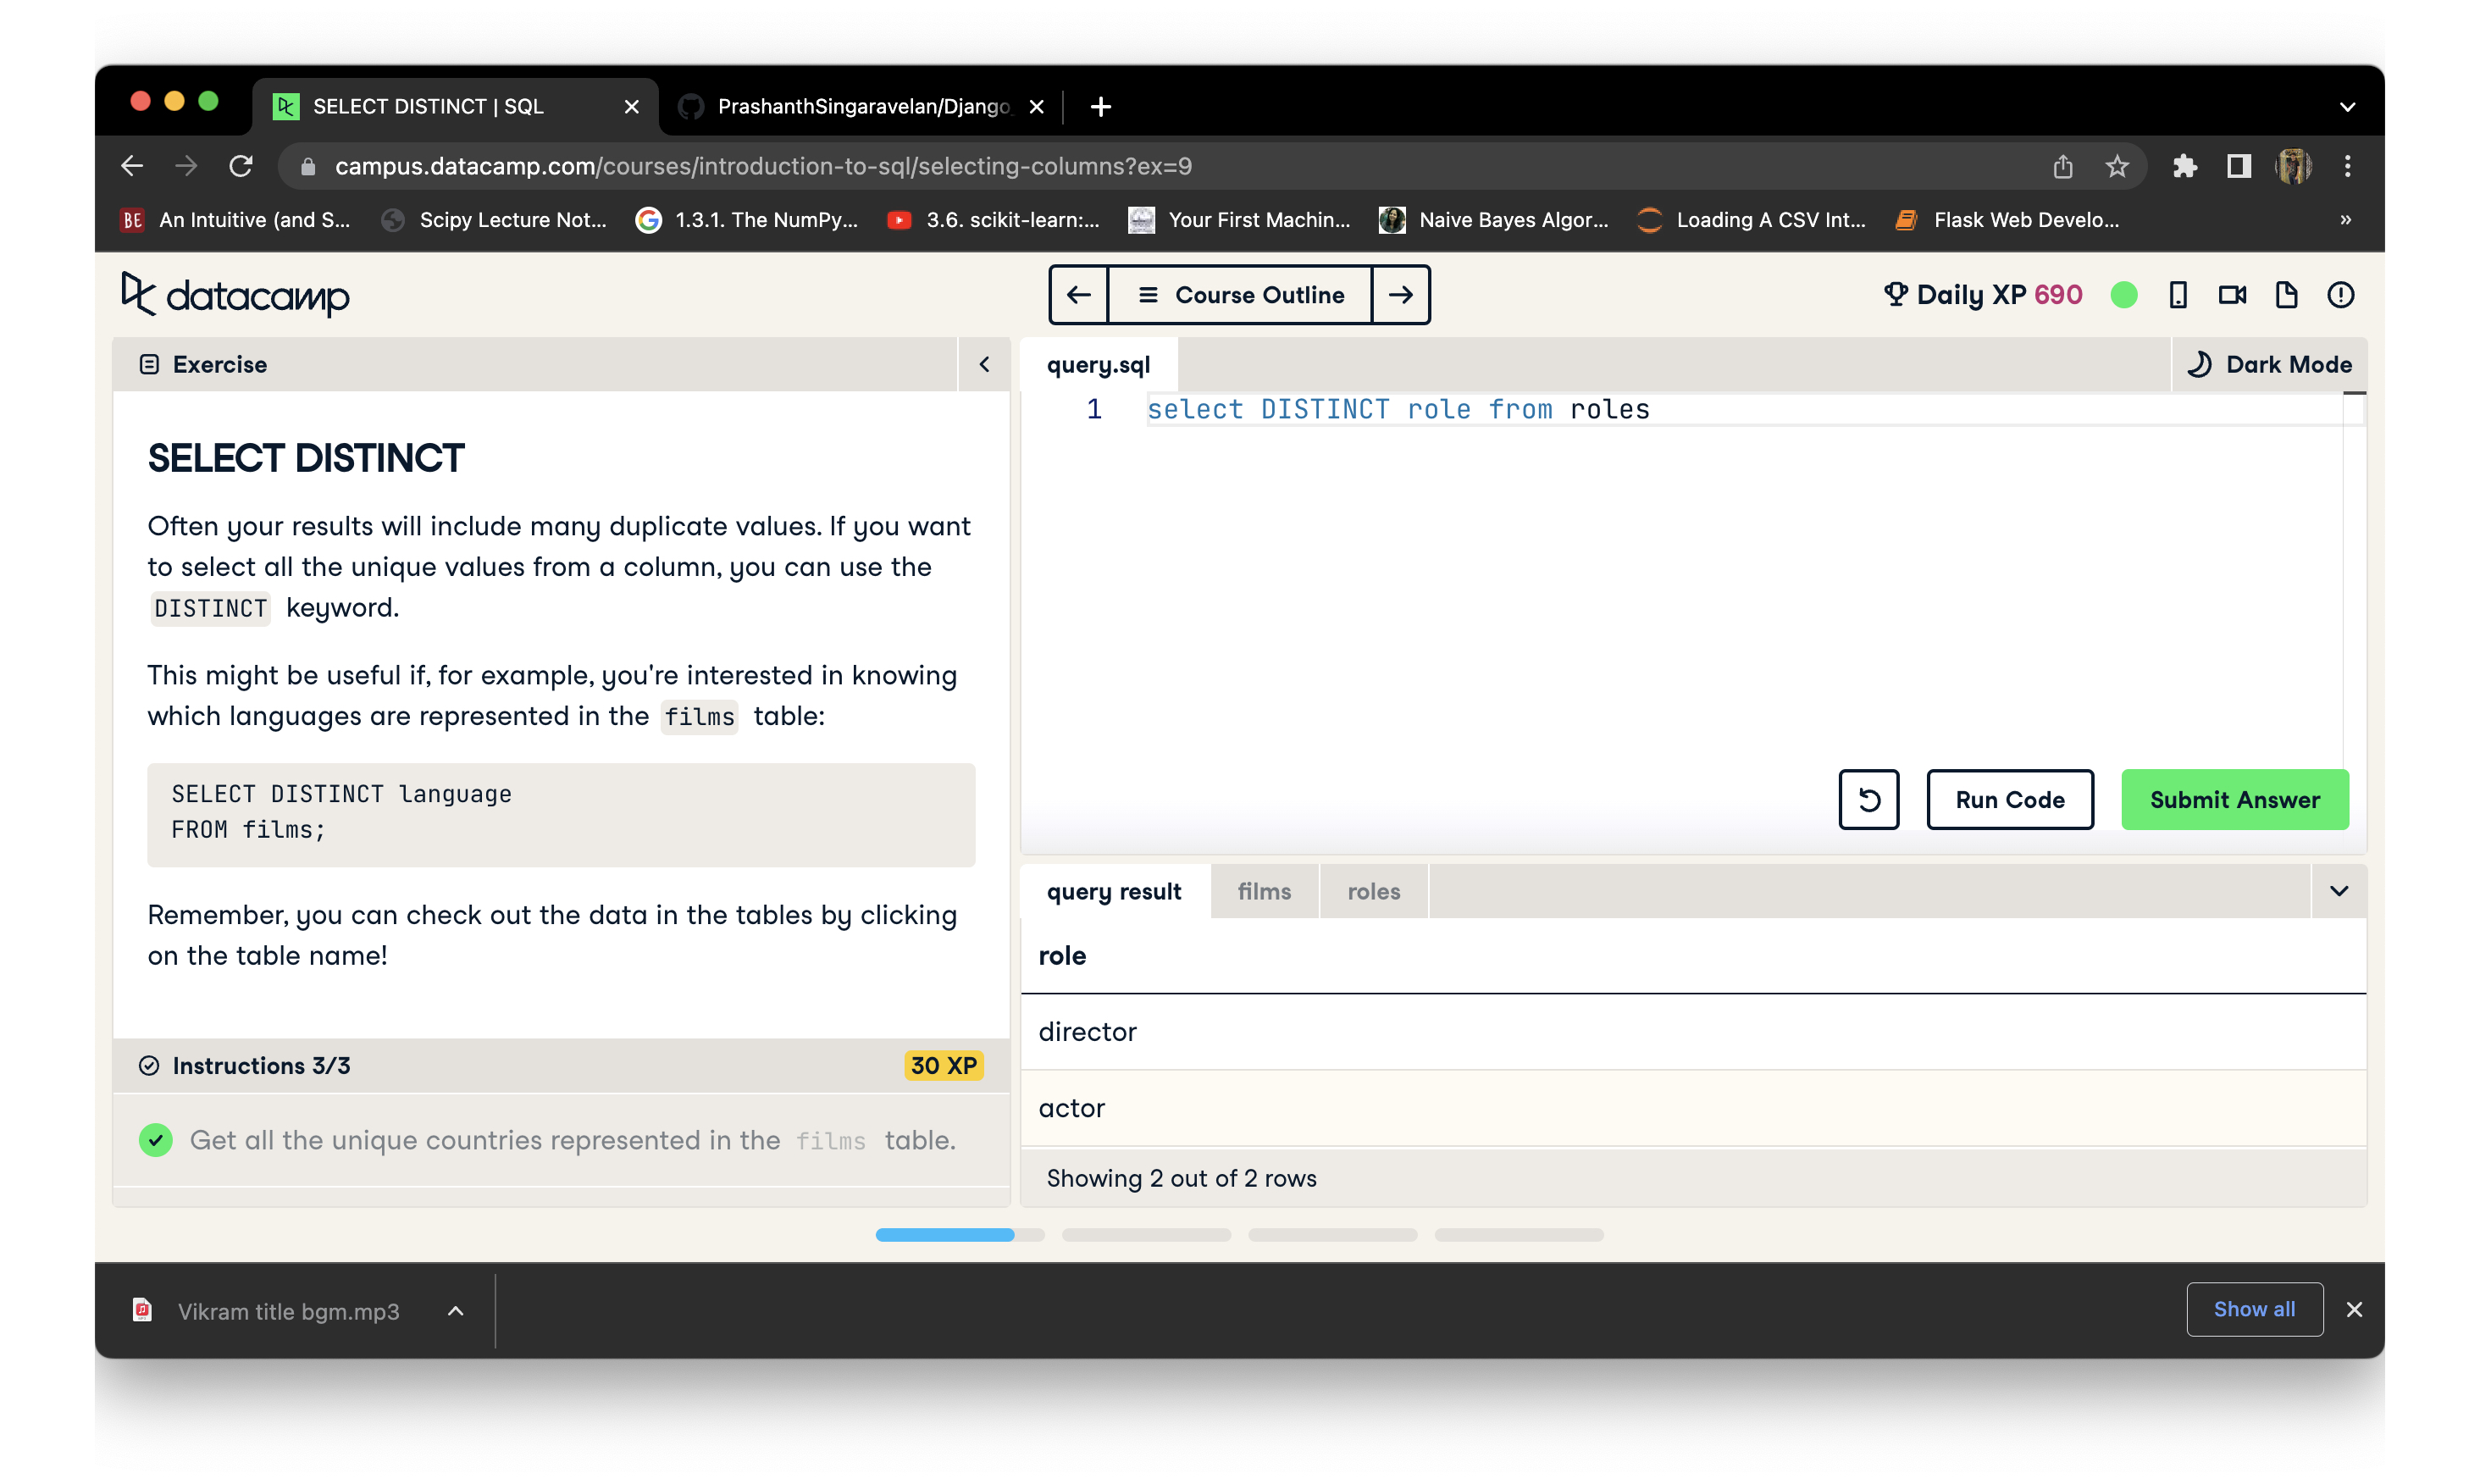 SELECT DISTINCT | SQL
PrashanthSingaravelan/Django_
campus.datacamp.com/courses/introduction-to-sql/selecting-columns?ex=9
BE An Intuitive (and S... Scipy Lecture Not... 1.3.1. The NumPy... 3.6. scikit-learn:... Your First Machin... Naive Bayes Algor... Loading A CSV Int... Flask Web Develo... »
datacamp
Course Outline
Daily XP 690
Exercise
SELECT DISTINCT
Often your results will include many duplicate values. If you want
to select all the unique values from a column, you can use the
DISTINCT keyword.
This might be useful if, for example, you're interested in knowing
which languages are represented in the films table:
SELECT DISTINCT language
FROM films;
Remember, you can check out the data in the tables by clicking
on the table name!
Instructions 3/3
30 XP
Get all the unique countries represented in the films table.
query.sql
Dark Mode
1 select DISTINCT role from roles
Run Code
Submit Answer
query result films roles
role
director
actor
Showing 2 out of 2 rows
Vikram title bgm.mp3
Show all